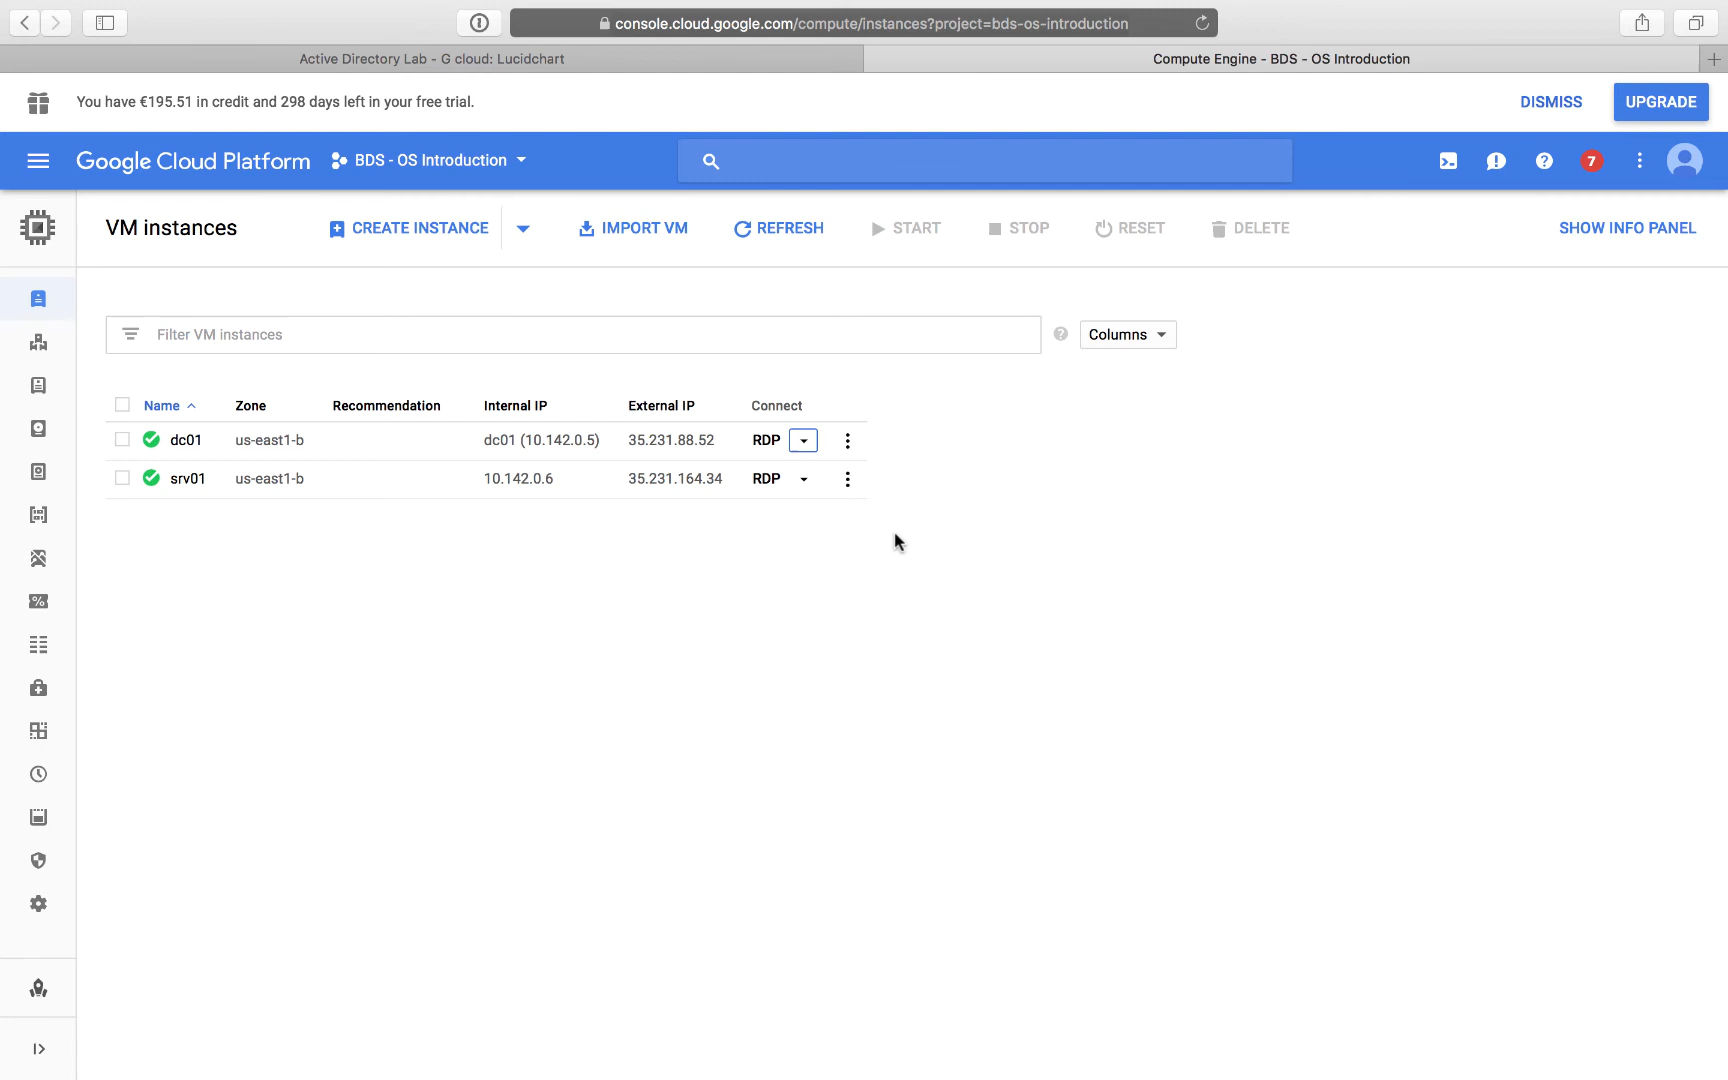 console.cloud.google.com/compute/instances?project=bds-os-introduction
Active Directory Lab - G cloud: Lucidchart
Compute Engine - BDS - OS Introduction
You have €195.51 in credit and 298 days left in your free trial.
DISMISS
UPGRADE
Google Cloud Platform
BDS - OS Introduction
7
VM instances
CREATE INSTANCE
IMPORT VM
REFRESH
START
STOP
RESET
DELETE
SHOW INFO PANEL
Filter VM instances
Columns
Name Zone Recommendation Internal IP External IP Connect
dc01 us-east1-b dc01 (10.142.0.5) 35.231.88.52 RDP
srv01 us-east1-b 10.142.0.6 35.231.164.34 RDP